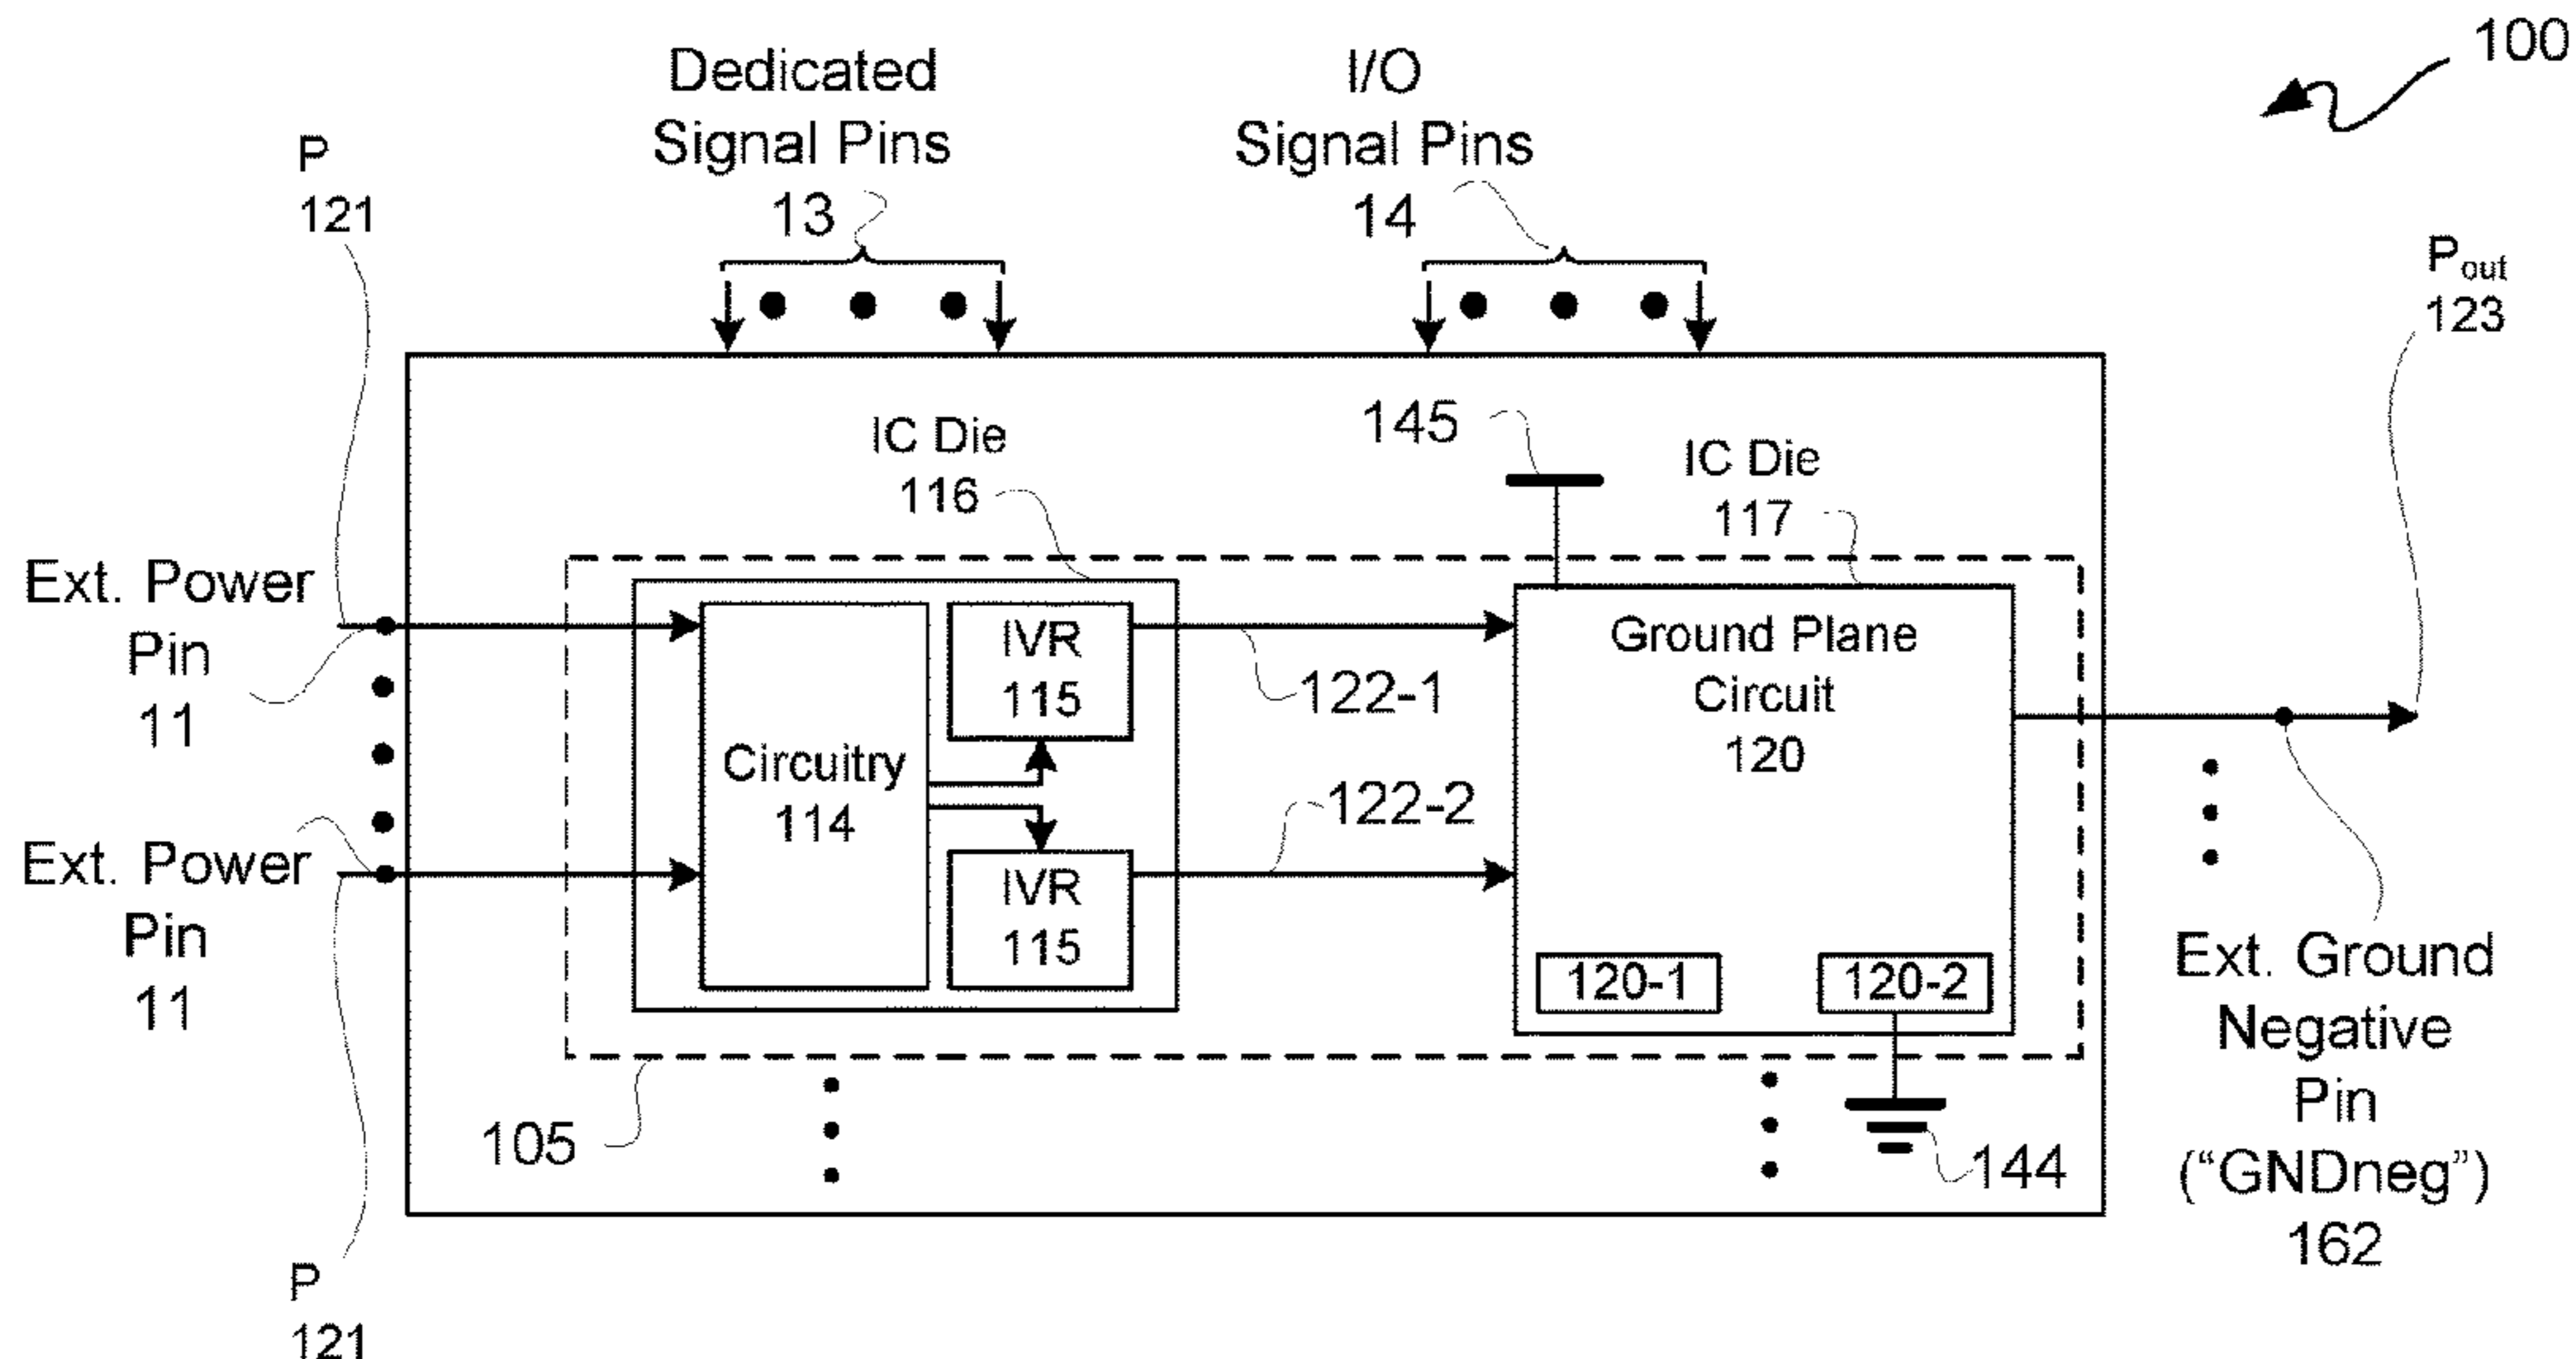 100
Dedicated
Signal Pins
13
I/O
Signal Pins
14
P
121
Pout
123
145
IC Die
116
IC Die
117
Ext. Power
Pin
11
IVR
115
122-1
Ground Plane
Circuit
120
Circuitry
114
122-2
Ext. Power
Pin
11
IVR
115
120-1
120-2
Ext. Ground
Negative
Pin
("GNDneg")
162
105
144
P
121